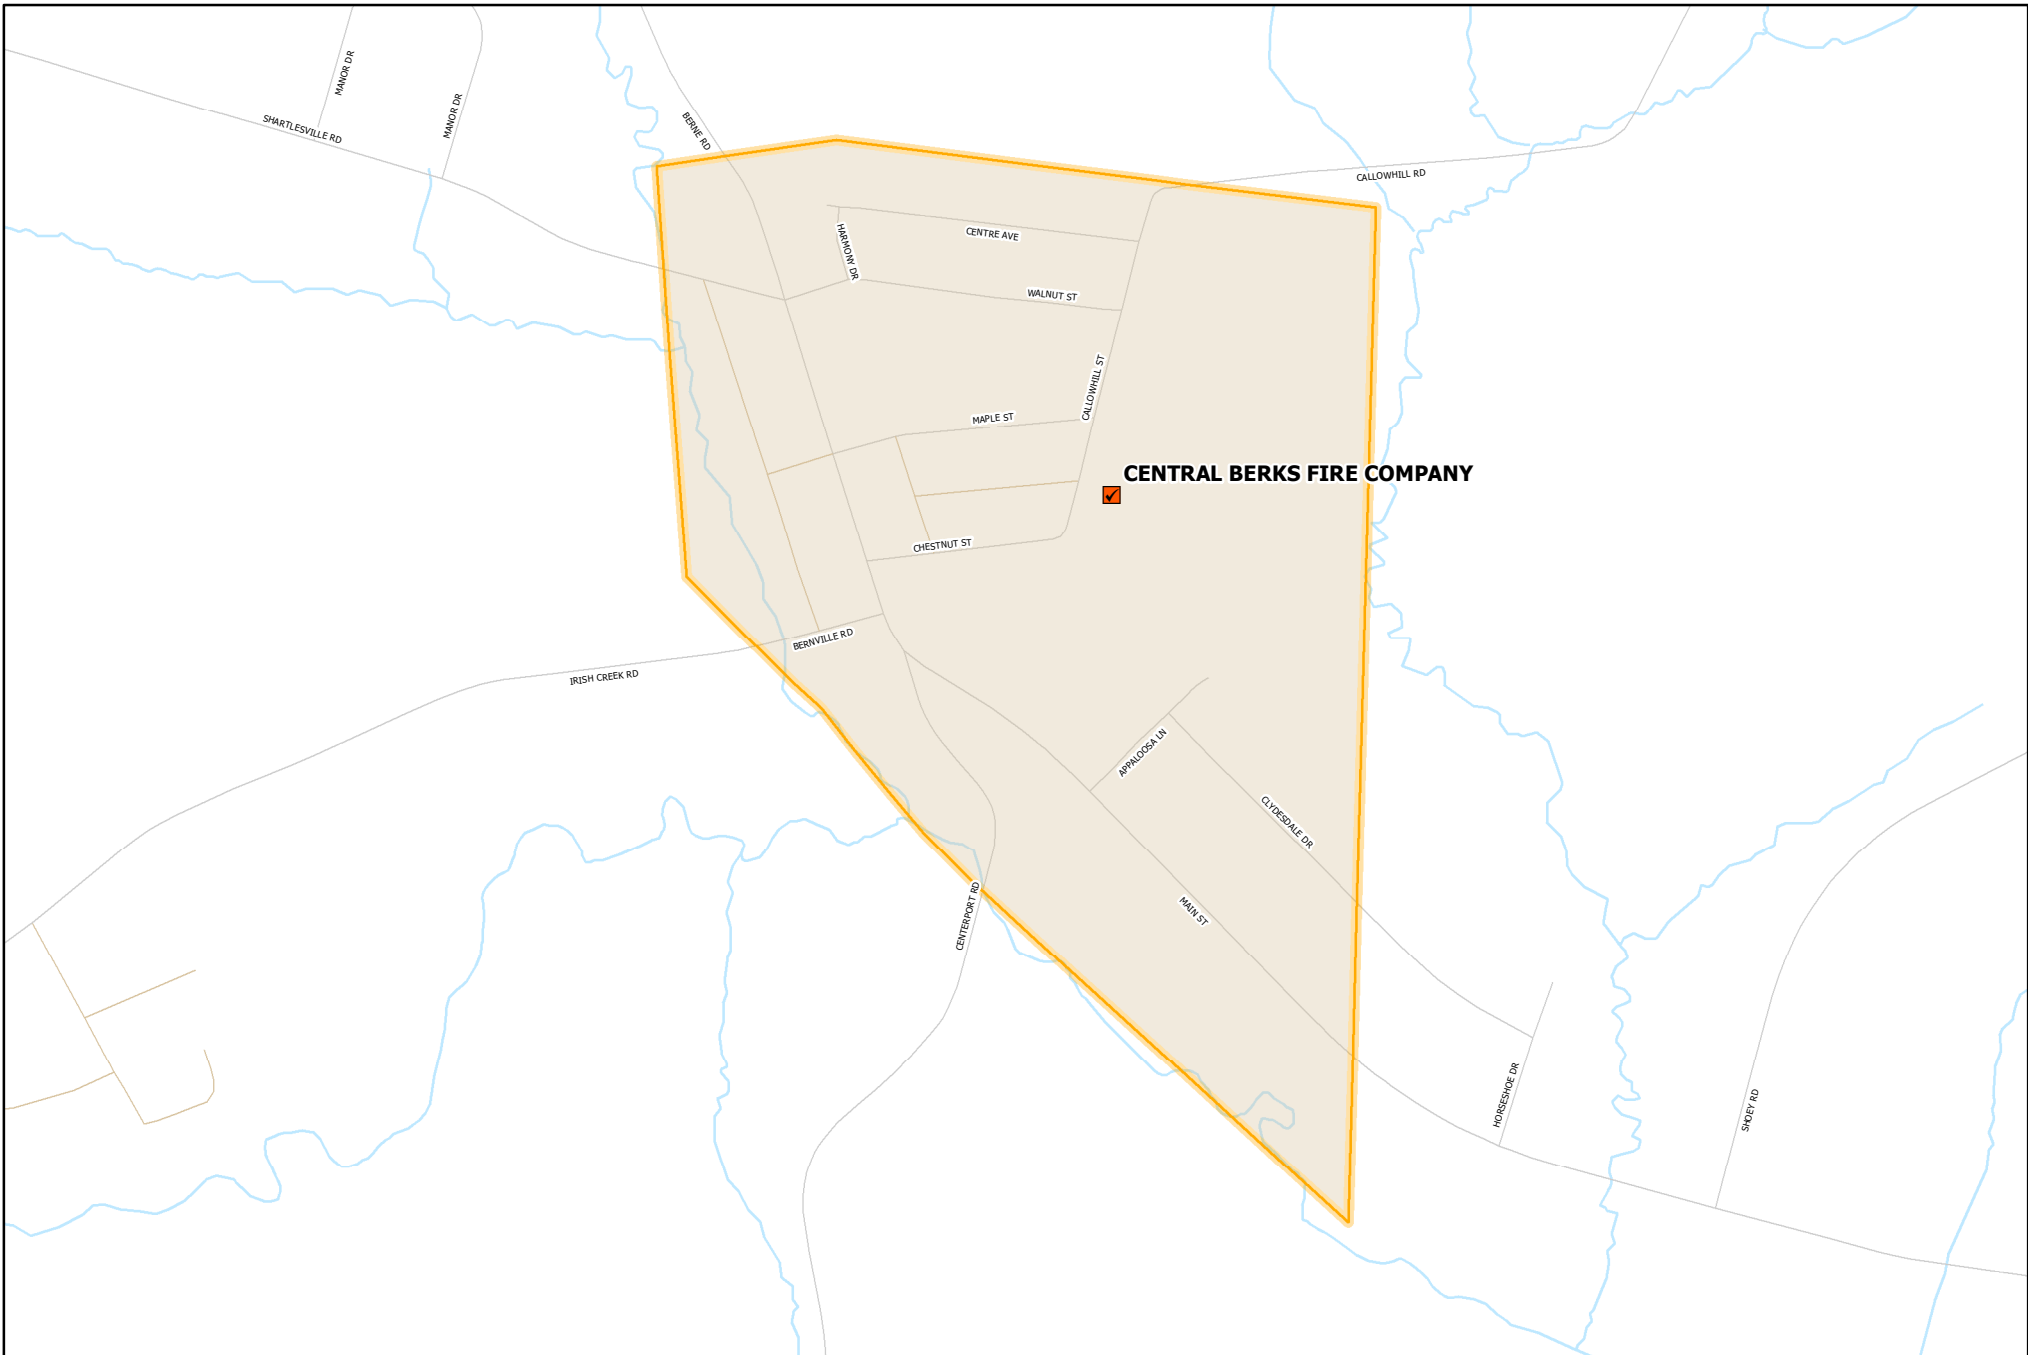 MANOR DR
MANOR DR
SHARTLESVILLE RD
BERNE RD
CALLOWHILL RD
HARMONY DR
CENTRE AVE
WALNUT ST
CALLOWHILL ST
MAPLE ST
CENTRAL BERKS FIRE COMPANY
CHESTNUT ST
BERNVILLE RD
IRISH CREEK RD
APPALOOSA LN
CLYDESDALE DR
CENTERPORT RD
MAIN ST
HORSESHOE DR
SHOEY RD